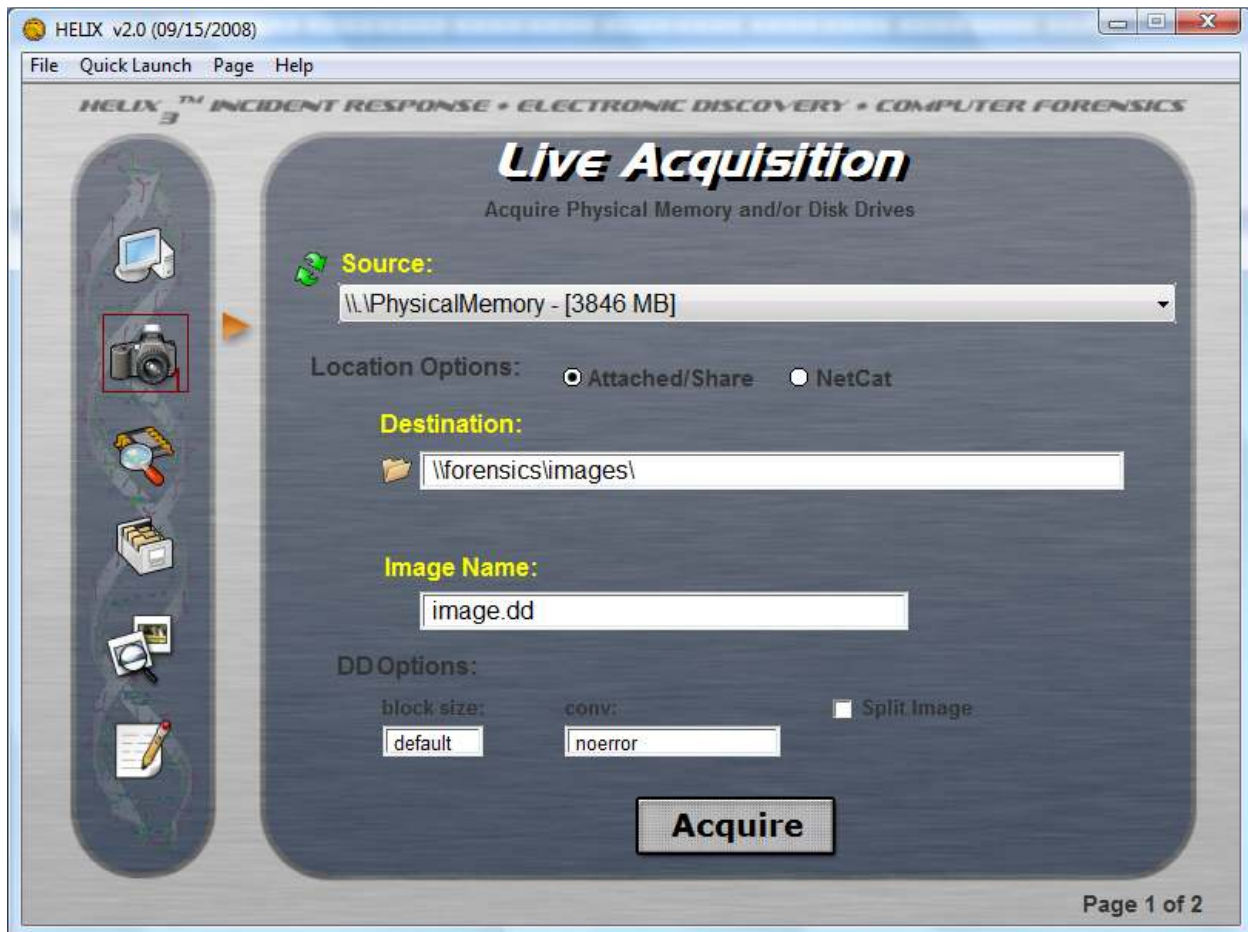 HELIX v2.0 (09/15/2008)
File Quick Launch Page Help
HELIX3™ INCIDENT RESPONSE • ELECTRONIC DISCOVERY • COMPUTER FORENSICS
Live Acquisition
Acquire Physical Memory and/or Disk Drives
Source:
\\.\PhysicalMemory - [3846 MB]
Location Options: Attached/Share NetCat
Destination:
\\forensics\images\
Image Name:
image.dd
DD Options:
block size: conv: Split Image
default noerror
Acquire
1
Page 1 of 2